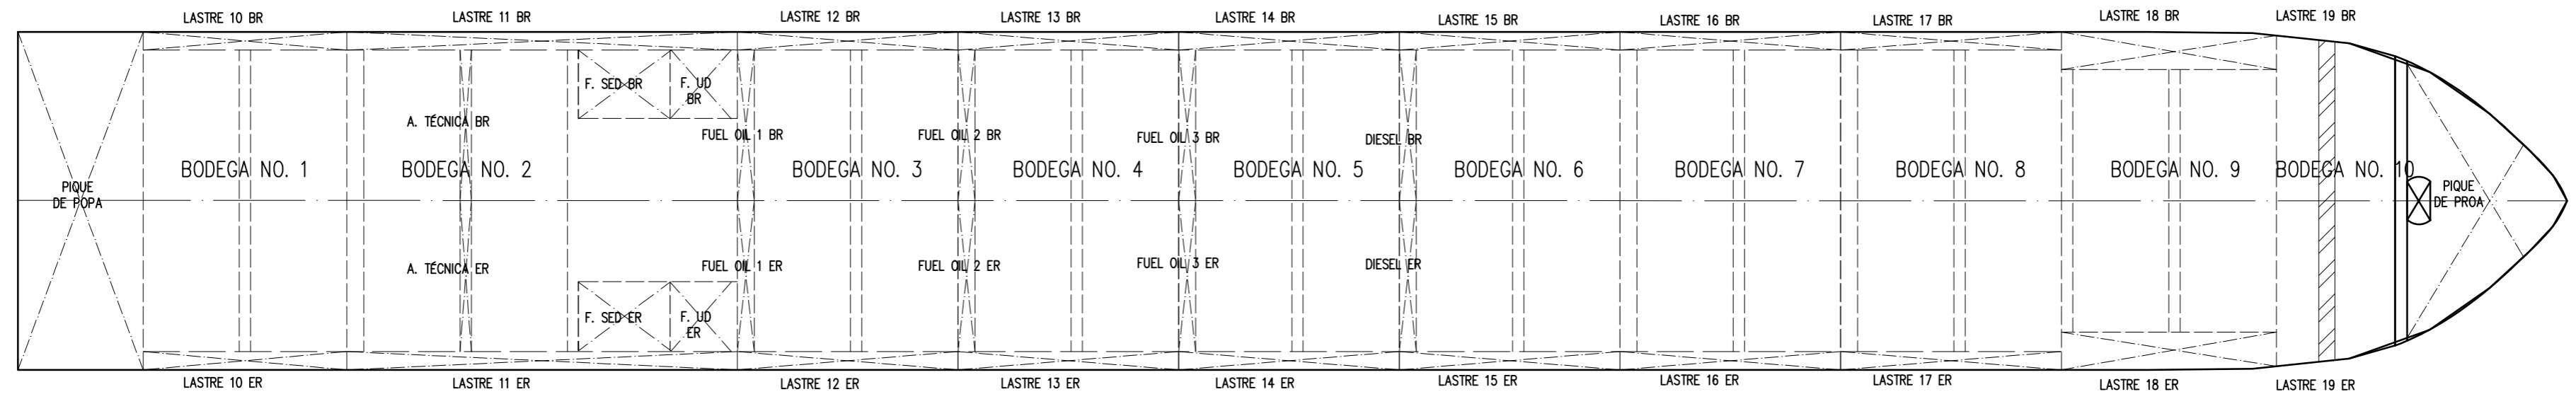 LASTRE 10 BR
LASTRE 11 BR
LASTRE 12 BR
LASTRE 13 BR
LASTRE 14 BR
LASTRE 15 BR
LASTRE 16 BR
LASTRE 17 BR
LASTRE 18 BR
LASTRE 19 BR
F. SED BR
F. UD
BR
A. TÉCNICA BR
FUEL OIL 1 BR
FUEL OIL 2 BR
FUEL OIL 3 BR
DIESEL BR
BODEGA NO. 1
BODEGA NO. 2
BODEGA NO. 3
BODEGA NO. 4
BODEGA NO. 5
BODEGA NO. 6
BODEGA NO. 7
BODEGA NO. 8
BODEGA NO. 9
BODEGA NO. 10
PIQUE
DE POPA
PIQUE
DE PROA
A. TÉCNICA ER
FUEL OIL 1 ER
FUEL OIL 2 ER
FUEL OIL 3 ER
DIESEL ER
F. SED ER
F. UD
ER
LASTRE 10 ER
LASTRE 11 ER
LASTRE 12 ER
LASTRE 13 ER
LASTRE 14 ER
LASTRE 15 ER
LASTRE 16 ER
LASTRE 17 ER
LASTRE 18 ER
LASTRE 19 ER